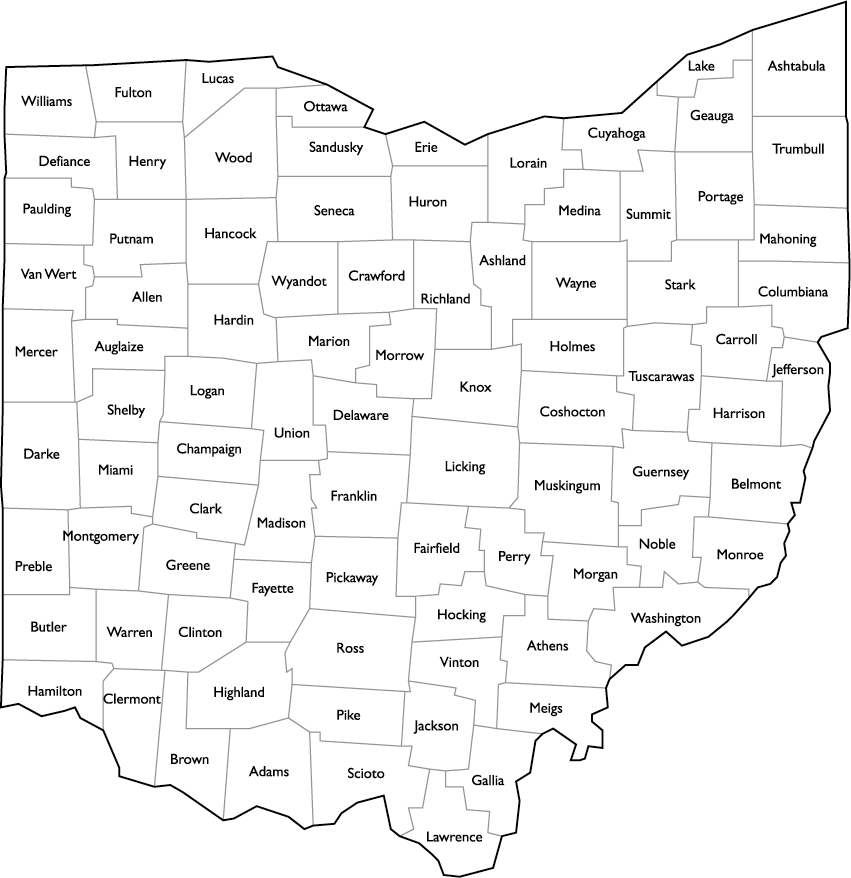 Lake
Ashtabula
Lucas
Williams
Fulton
Ottawa
Geauga
Cuyahoga
Erie
Sandusky
Trumbull
Defiance
Henry
Wood
Lorain
Portage
Huron
Paulding
Seneca
Medina
Summit
Hancock
Putnam
Mahoning
Ashland
Van Wert
Wyandot
Crawford
Wayne
Stark
Columbiana
Allen
Richland
Hardin
Marion
Carroll
Auglaize
Holmes
Mercer
Morrow
Jefferson
Tuscarawas
Knox
Logan
Shelby
Coshocton
Harrison
Delaware
Union
Champaign
Darke
Licking
Miami
Guernsey
Muskingum
Belmont
Franklin
Clark
Madison
Montgomery
Noble
Fairfield
Perry
Monroe
Preble
Greene
Morgan
Pickaway
Fayette
Hocking
Washington
Butler
Warren
Clinton
Athens
Ross
Vinton
Hamilton
Highland
Clermont
Meigs
Pike
Jackson
Brown
Adams
Scioto
Gallia
Lawrence